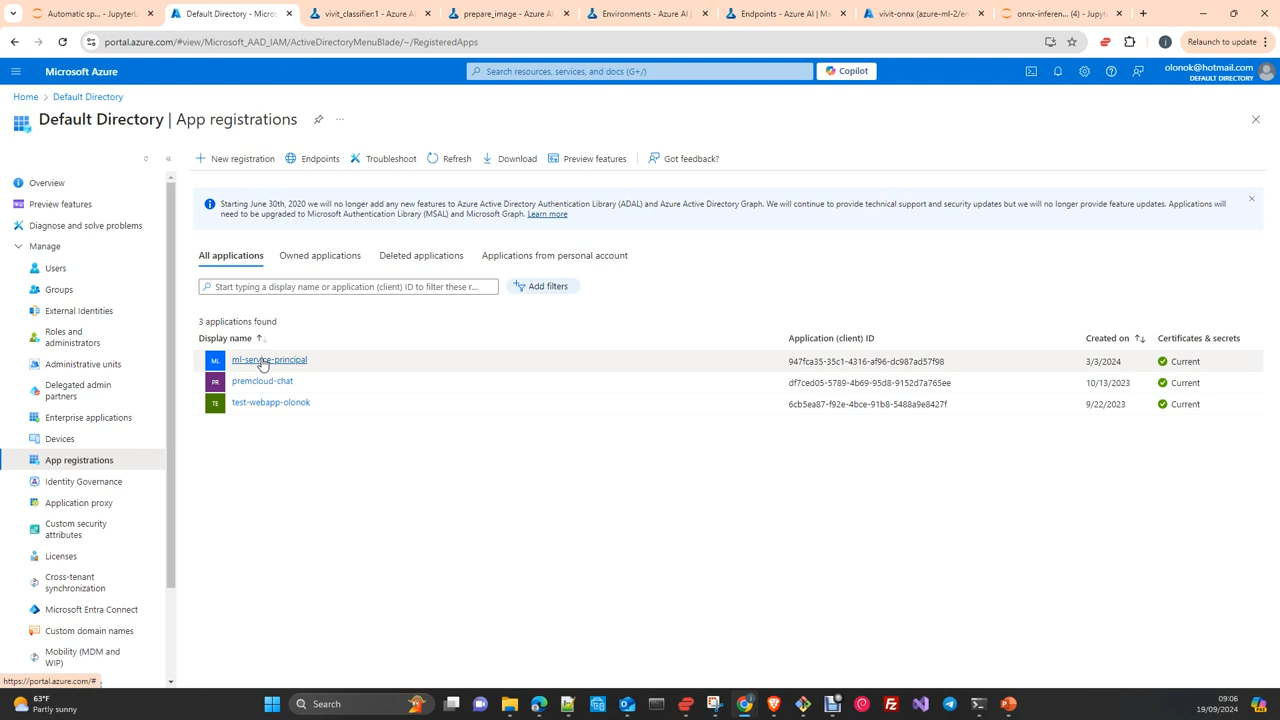 Automatic sp... - JupyterL
Default Directory - Micros
vivit_classifier:1 - Azure A
prepare_image - Azure AI
Environments - Azure AI |
Endpoints - Azure AI | Ma
vivit-onnx (azure-ml-2/en
onnx-inferen... (4) - Jupyte
portal.azure.com/#view/Microsoft_AAD_IAM/ActiveDirectoryMenuBlade/~/RegisteredApps
Relaunch to update
Microsoft Azure
Search resources, services, and docs (G+/)
Copilot
olonok@hotmail.com
DEFAULT DIRECTORY
Home > Default Directory
Default Directory | App registrations
New registration
Endpoints
Troubleshoot
Refresh
Download
Preview features
Got feedback?
Starting June 30th, 2020 we will no longer add any new features to Azure Active Directory Authentication Library (ADAL) and Azure Active Directory Graph. We will continue to provide technical support and security updates but we will no longer provide feature updates. Applications will
need to be upgraded to Microsoft Authentication Library (MSAL) and Microsoft Graph. Learn more
All applications
Owned applications
Deleted applications
Applications from personal account
Start typing a display name or application (client) ID to filter these r...
Add filters
3 applications found
Display name
Application (client) ID
Created on
Certificates & secrets
ML ml-service-principal 947fca35-35c1-4316-af96-dc987ad57f98 3/3/2024 Current
PR premcloud-chat df7ced05-5789-4b69-95d8-9152d7a765ee 10/13/2023 Current
TE test-webapp-olonok 6cb5ea87-f92e-4bce-91b8-5488a9e8427f 9/22/2023 Current
Overview
Preview features
Diagnose and solve problems
Manage
Users
Groups
External Identities
Roles and
administrators
Administrative units
Delegated admin
partners
Enterprise applications
Devices
App registrations
Identity Governance
Application proxy
Custom security
attributes
Licenses
Cross-tenant
synchronization
Microsoft Entra Connect
Custom domain names
Mobility (MDM and
WIP)
https://portal.azure.com/#
63°F
Partly sunny
Search
09:06
19/09/2024